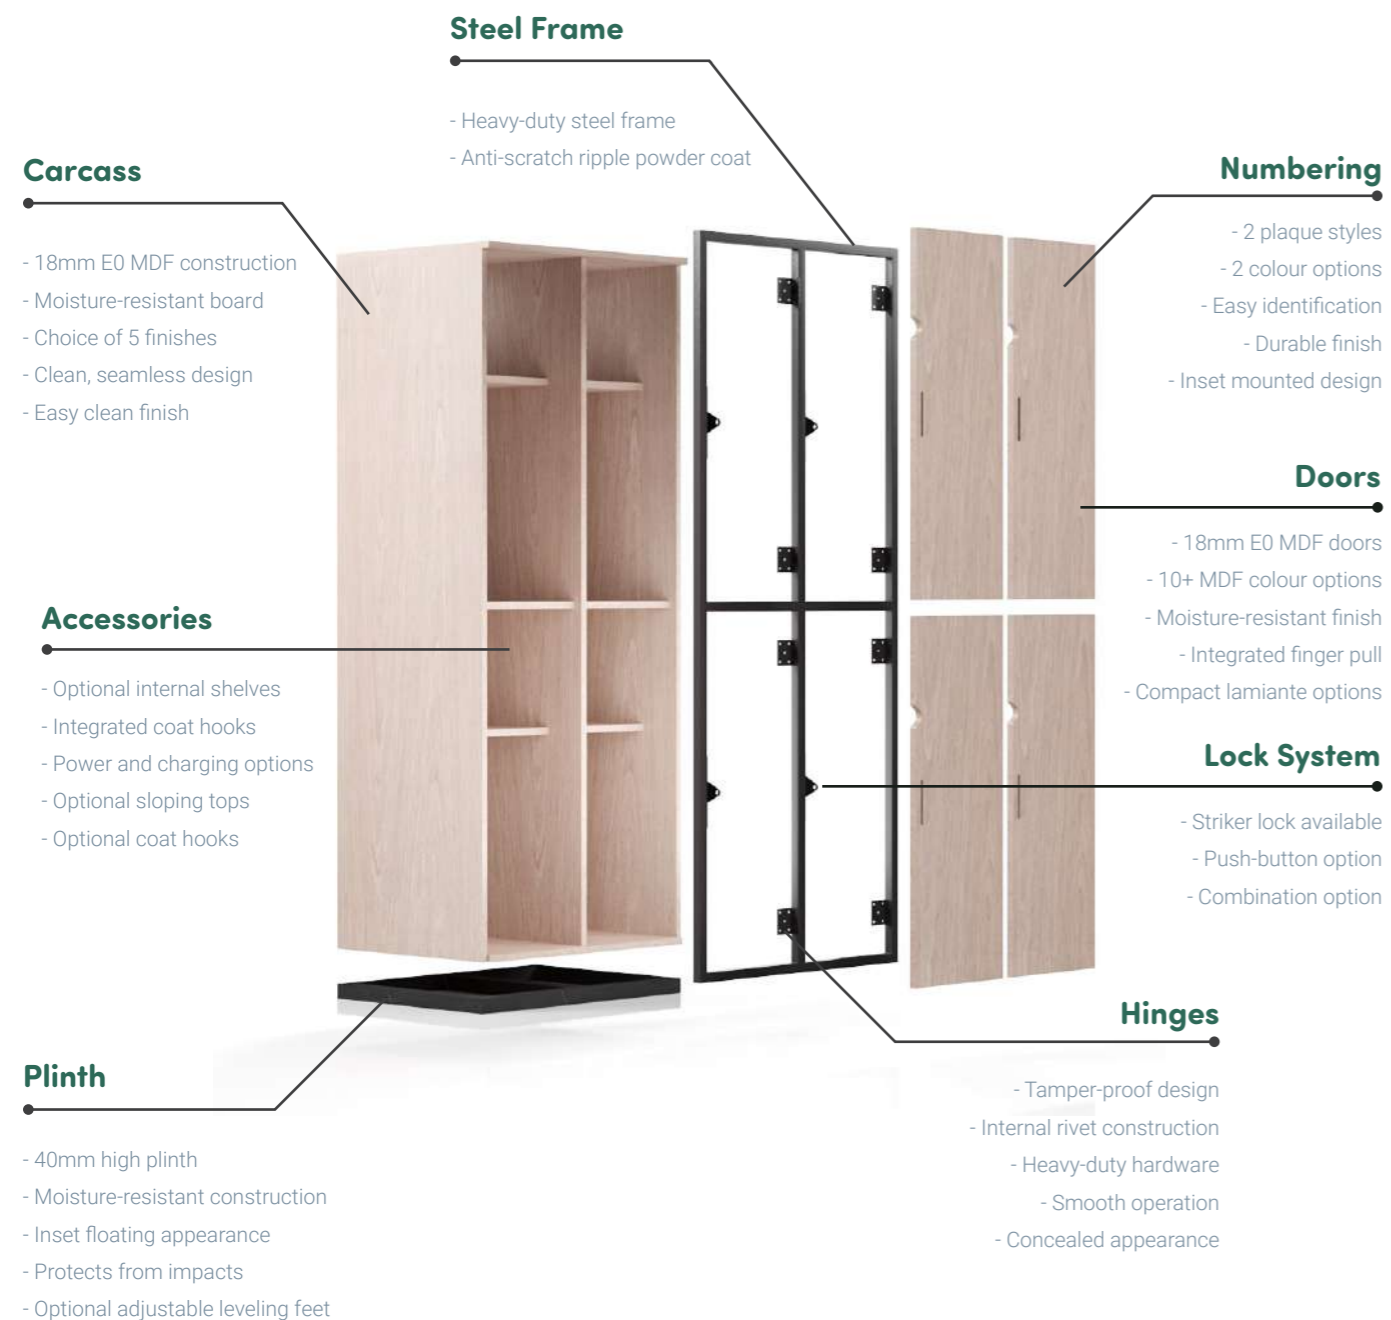 Steel Frame
- Heavy-duty steel frame
- Anti-scratch ripple powder coat
Carcass
- 18mm E0 MDF construction
- Moisture-resistant board
- Choice of 5 finishes
- Clean, seamless design
- Easy clean finish
Numbering
- 2 plaque styles
- 2 colour options
- Easy identification
- Durable finish
- Inset mounted design
Doors
- 18mm E0 MDF doors
- 10+ MDF colour options
- Moisture-resistant finish
- Integrated finger pull
- Compact lamiante options
Accessories
- Optional internal shelves
- Integrated coat hooks
- Power and charging options
- Optional sloping tops
- Optional coat hooks
Lock System
- Striker lock available
- Push-button option
- Combination option
Hinges
- Tamper-proof design
- Internal rivet construction
- Heavy-duty hardware
- Smooth operation
- Concealed appearance
Plinth
- 40mm high plinth
- Moisture-resistant construction
- Inset floating appearance
- Protects from impacts
- Optional adjustable leveling feet